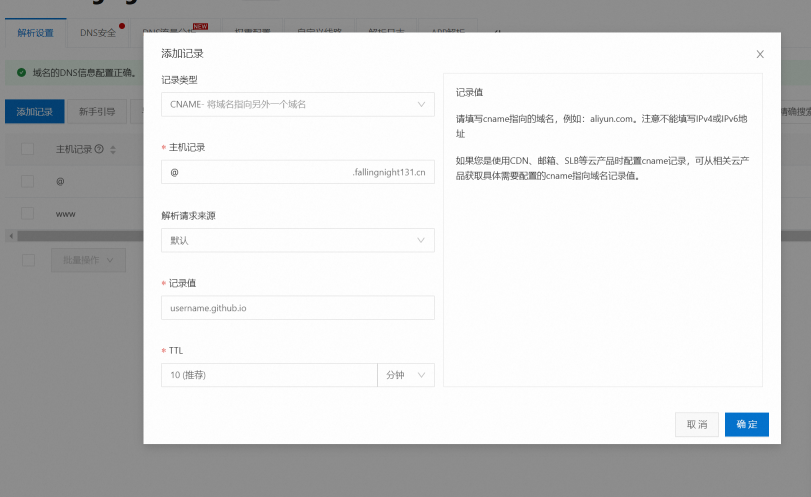 解析设置 DNS安全 NEW
添加记录
域名的DNS信息配置正确。
记录类型
CNAME- 将域名指向另外一个域名
记录值
请填写cname指向的域名，例如：aliyun.com。注意不能填写IPv4或IPv6地
址
如果您是使用CDN、邮箱、SLB等云产品时配置cname记录，可从相关云产
品获取具体需要配置的cname指向域名记录值。
添加记录 新手引导
* 主机记录
主机记录
@ .fallingnight131.cn
@
www
解析请求来源
默认
批量操作
* 记录值
username.github.io
* TTL
10 (推荐) 分钟
取消 确定